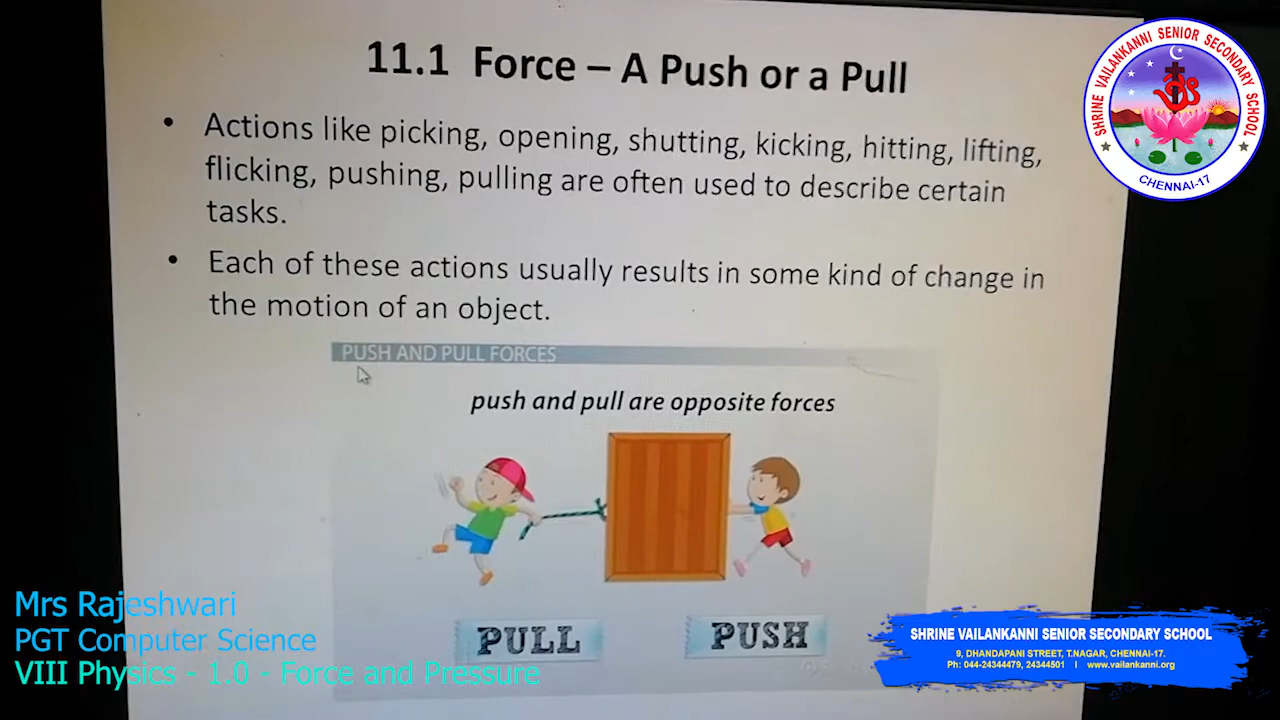 11.1 Force – A Push or a Pull
• Actions like picking, opening, shutting, kicking, hitting, lifting,
flicking, pushing, pulling are often used to describe certain
tasks.
• Each of these actions usually results in some kind of change in
the motion of an object.
PUSH AND PULL FORCES
push and pull are opposite forces
PULL
PUSH
SHRINE VAILANKANNI SENIOR SECONDARY SCHOOL
CHENNAI-17
Mrs Rajeshwari
PGT Computer Science
VIII Physics - 1.0 - Force and Pressure
SHRINE VAILANKANNI SENIOR SECONDARY SCHOOL
9, DHANDAPANI STREET, T.NAGAR, CHENNAI-17.
Ph: 044-24344479, 24344501 I www.vailankanni.org